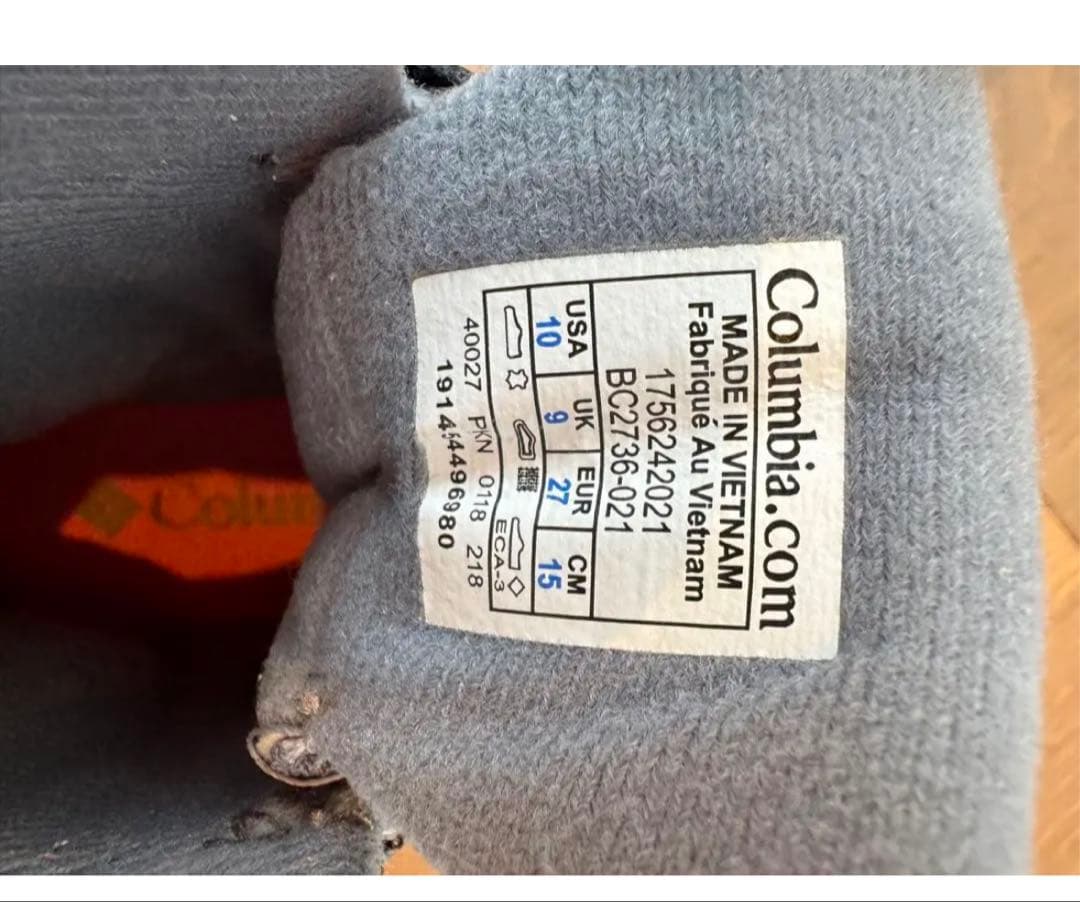 Columbia.com
MADE IN VIETNAM
Fabriqué Au Vietnam
1756242021
BC2736-021
USA UK EUR CM
10 9 27 15
ECA-3
40027 PKN 0118 218
Colum